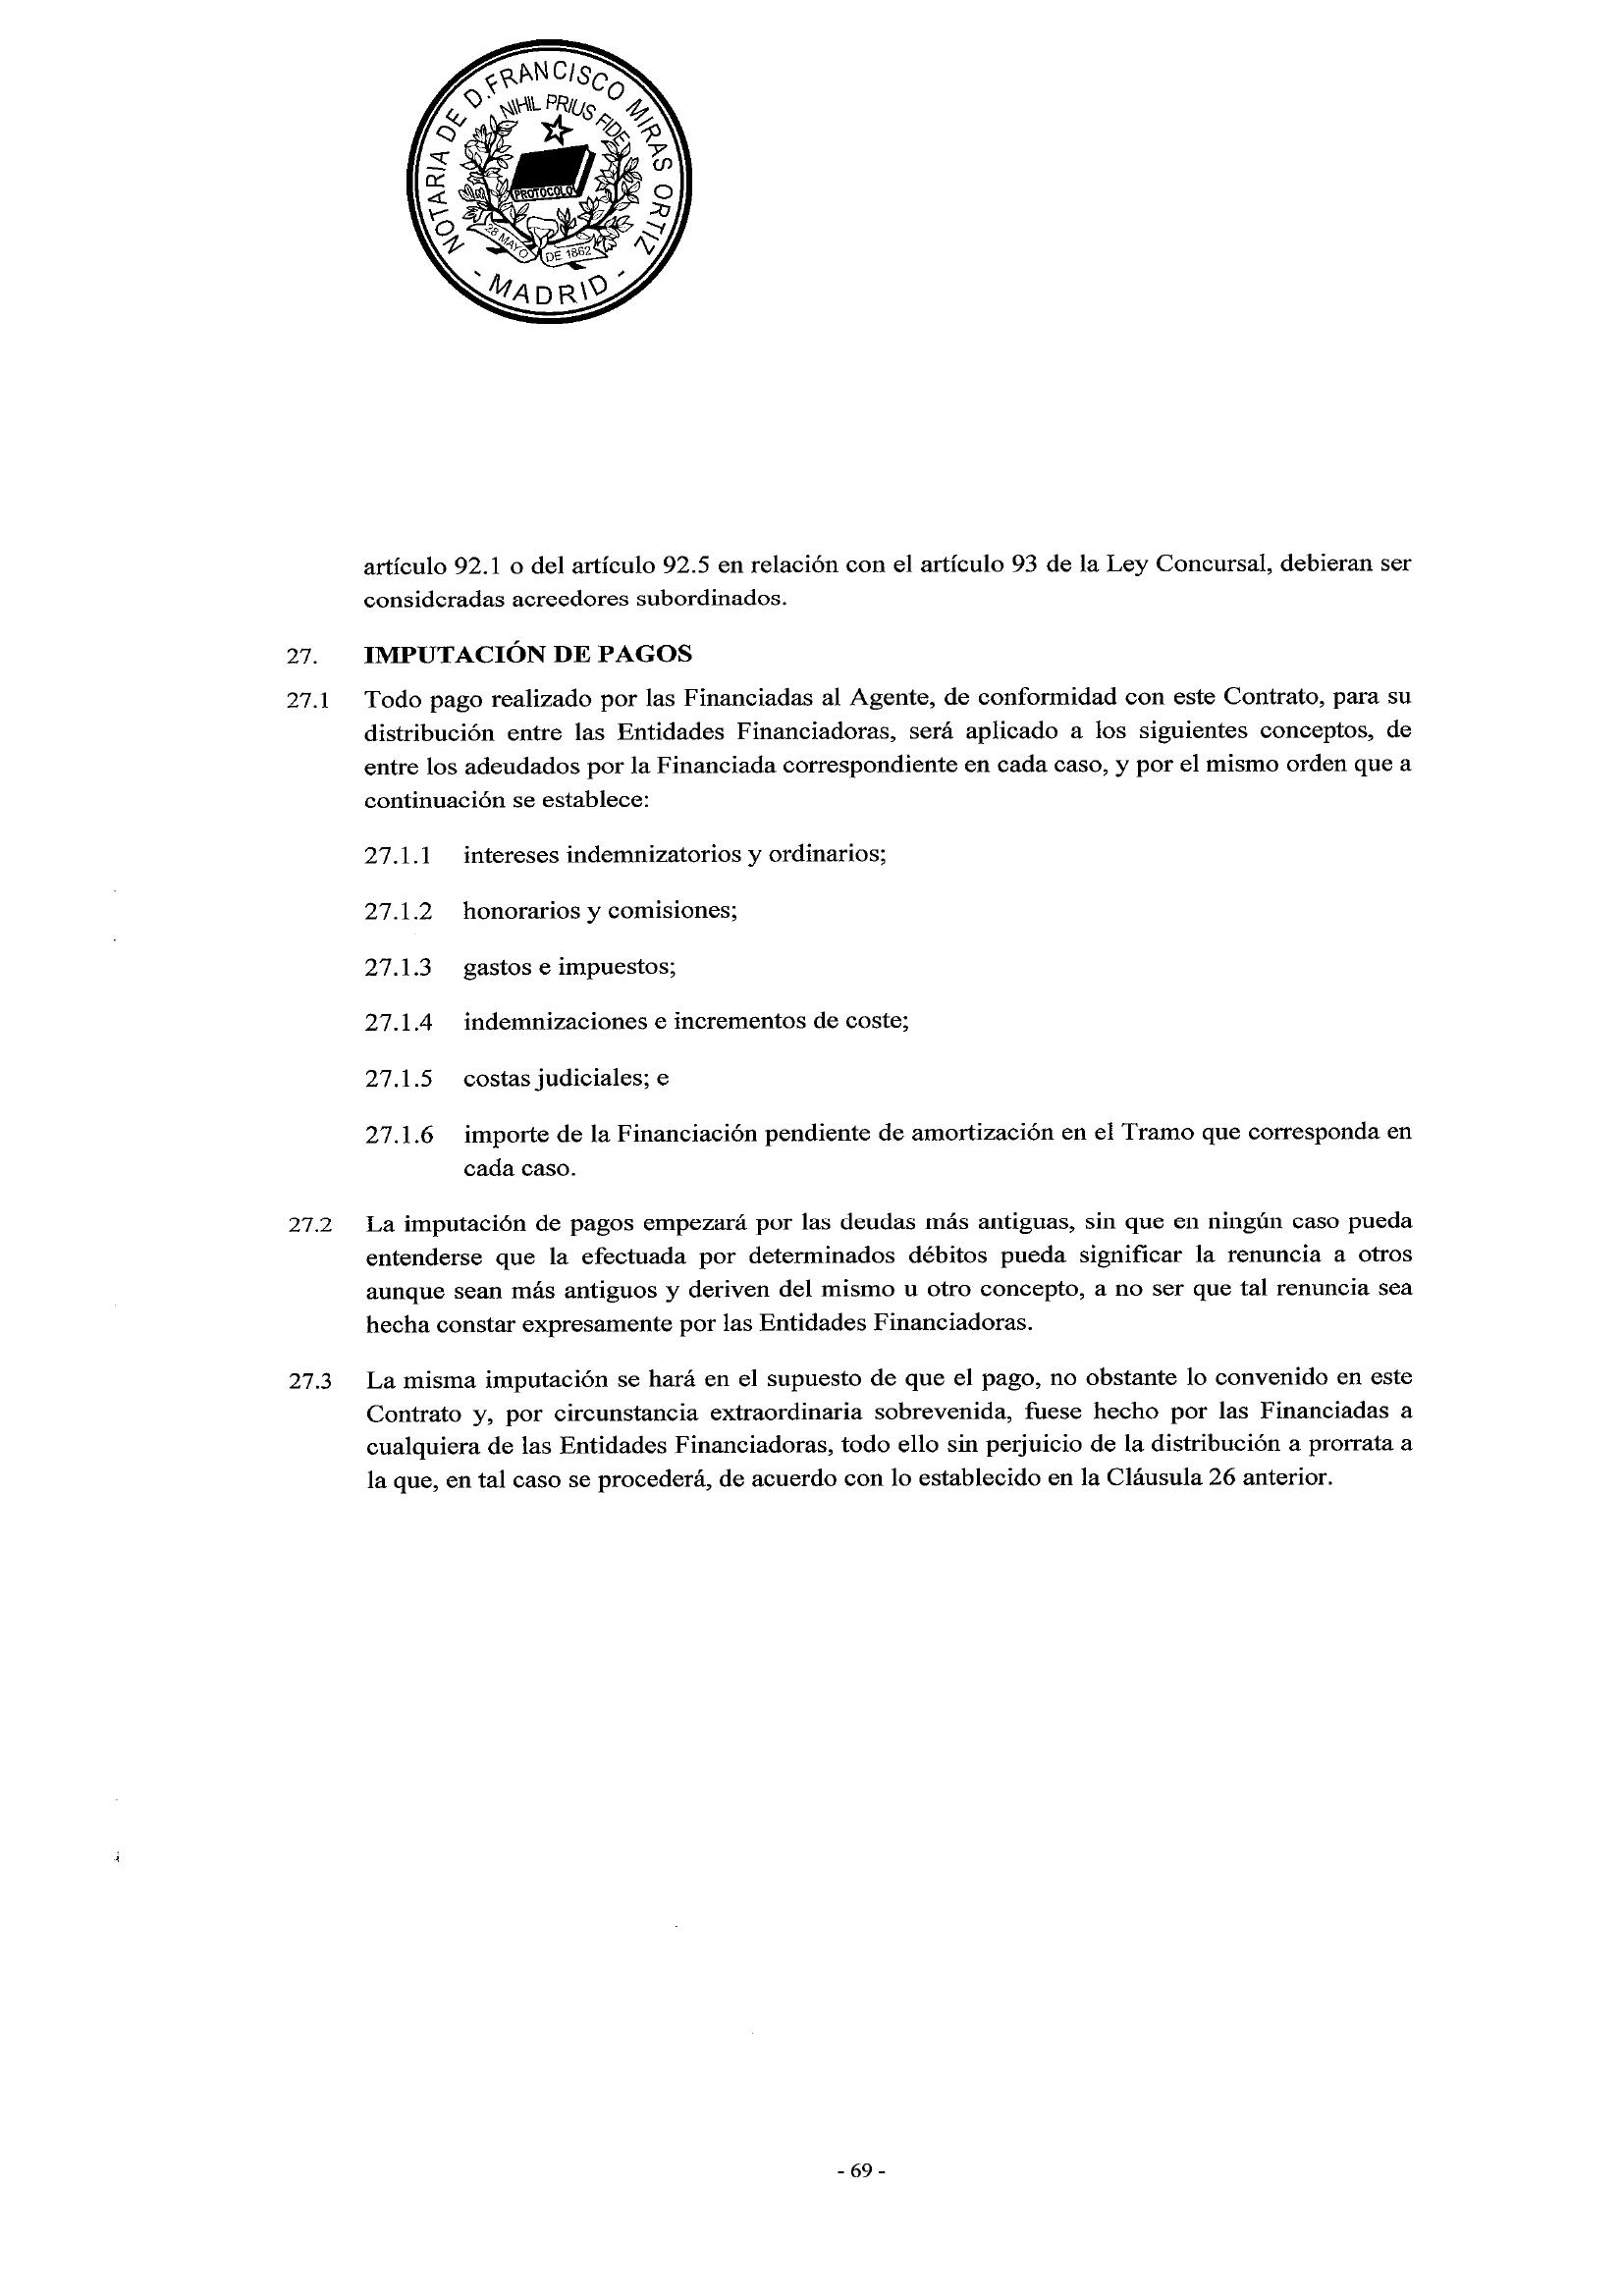 NOTARIA DE D.FRANCISCO MIRAS ORTIZ
NIHIL PRIUS FIDE
PROTOCOLO
28 MAYO DE 1862
- MADRID -
artículo 92.1 o del artículo 92.5 en relación con el artículo 93 de la Ley Concursal, debieran ser
consideradas acreedores subordinados.
27. IMPUTACIÓN DE PAGOS
27.1 Todo pago realizado por las Financiadas al Agente, de conformidad con este Contrato, para su
distribución entre las Entidades Financiadoras, será aplicado a los siguientes conceptos, de
entre los adeudados por la Financiada correspondiente en cada caso, y por el mismo orden que a
continuación se establece:
27.1.1 intereses indemnizatorios y ordinarios;
27.1.2 honorarios y comisiones;
27.1.3 gastos e impuestos;
27.1.4 indemnizaciones e incrementos de coste;
27.1.5 costas judiciales; e
27.1.6 importe de la Financiación pendiente de amortización en el Tramo que corresponda en
cada caso.
27.2 La imputación de pagos empezará por las deudas más antiguas, sin que en ningún caso pueda
entenderse que la efectuada por determinados débitos pueda significar la renuncia a otros
aunque sean más antiguos y deriven del mismo u otro concepto, a no ser que tal renuncia sea
hecha constar expresamente por las Entidades Financiadoras.
27.3 La misma imputación se hará en el supuesto de que el pago, no obstante lo convenido en este
Contrato y, por circunstancia extraordinaria sobrevenida, fuese hecho por las Financiadas a
cualquiera de las Entidades Financiadoras, todo ello sin perjuicio de la distribución a prorrata a
la que, en tal caso se procederá, de acuerdo con lo establecido en la Cláusula 26 anterior.
- 69 -